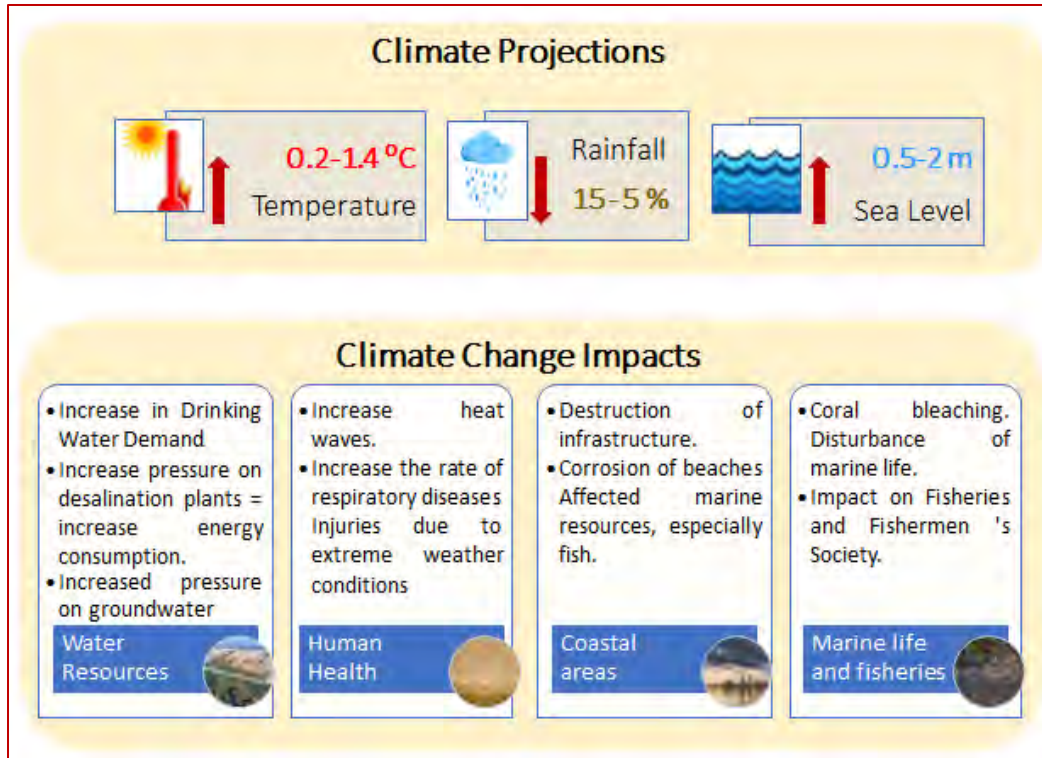 Climate Projections
0.2-1.4 ºC
Temperature
Rainfall
15-5 %
0.5-2 m
Sea Level
Climate Change Impacts
•Increase in Drinking
Water Demand
•Increase pressure on
desalination plants =
increase energy
consumption.
•Increased pressure
on groundwater
Water
Resources
•Increase heat
waves.
•Increase the rate of
respiratory diseases
Injuries due to
extreme weather
conditions
Human
Health
•Destruction of
infrastructure.
•Corrosion of beaches
Affected marine
resources, especially
fish.
Coastal
areas
•Coral bleaching.
Disturbance of
marine life.
•Impact on Fisheries
and Fishermen 's
Society.
Marine life
and fisheries